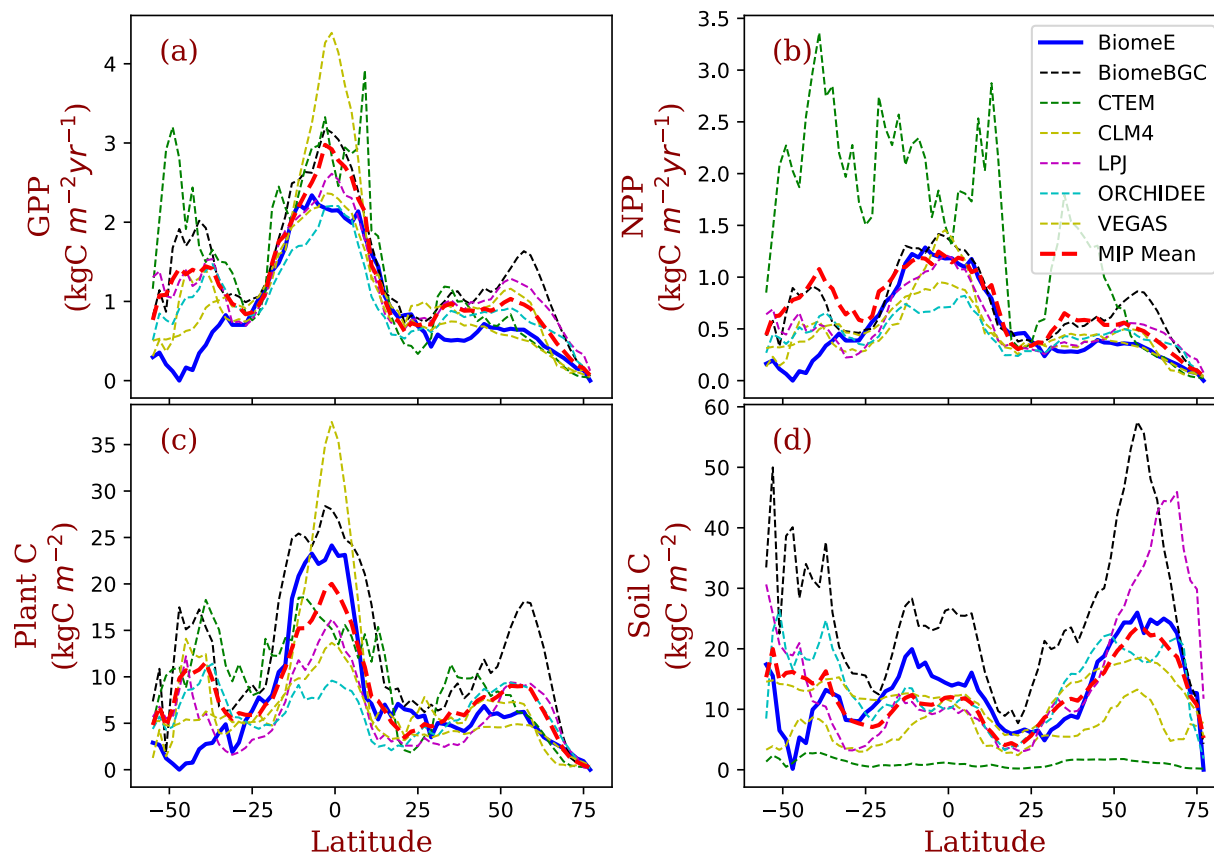 (a)
GPP
(kgC m−2yr−1)
4
3
2
1
0
(b)
NPP
(kgC m−2yr−1)
3.5
3.0
2.5
2.0
1.5
1.0
0.5
0.0
BiomeE
BiomeBGC
CTEM
CLM4
LPJ
ORCHIDEE
VEGAS
MIP Mean
(c)
Plant C
(kgC m−2)
35
30
25
20
15
10
5
0
−50 −25 0 25 50 75
Latitude
(d)
Soil C
(kgC m−2)
60
50
40
30
20
10
0
−50 −25 0 25 50 75
Latitude